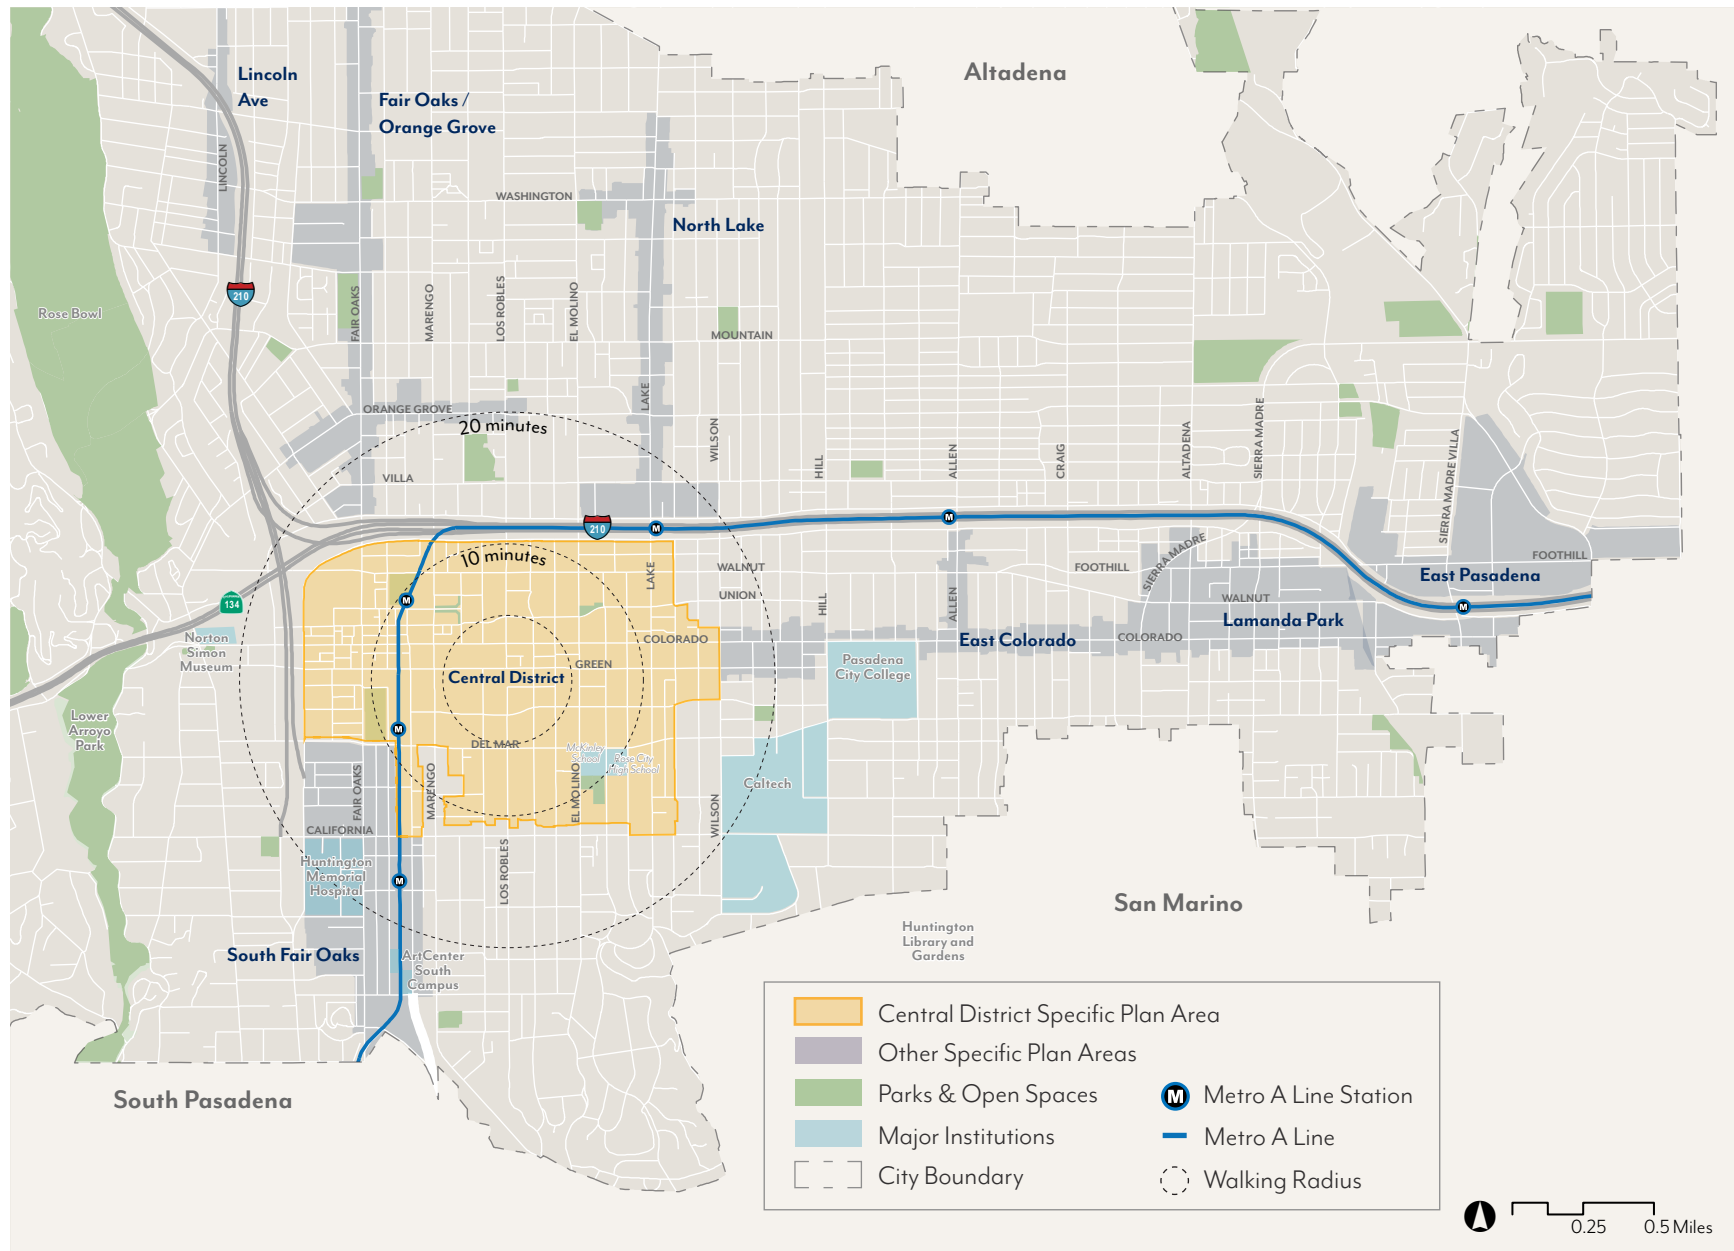 Altadena
Lincoln
Ave
Fair Oaks /
Orange Grove
LINCOLN
WASHINGTON
North Lake
210
Rose Bowl
FAIR OAKS
MARENGO
LOS ROBLES
EL MOLINO
MOUNTAIN
LAKE
ORANGE GROVE
20 minutes
WILSON
HILL
ALLEN
CRAIG
ALTADENA
SIERRA MADRE
SIERRA MADRE VILLA
VILLA
210
M
M
10 minutes
LAKE
WALNUT
UNION
FOOTHILL
SIERRA MADRE
FOOTHILL
East Pasadena
M
134
M
HILL
ALLEN
WALNUT
Lamanda Park
Norton
Simon
Museum
COLORADO
East Colorado
COLORADO
GREEN
Pasadena
City College
Central District
Lower
Arroyo
Park
M
DEL MAR
McKinley
School
Rose City
High School
FAIR OAKS
MARENGO
EL MOLINO
WILSON
Caltech
CALIFORNIA
Huntington
Memorial
Hospital
LOS ROBLES
M
San Marino
Huntington
Library and
Gardens
South Fair Oaks
ArtCenter
South
Campus
South Pasadena
Central District Specific Plan Area
Other Specific Plan Areas
Parks & Open Spaces
Major Institutions
City Boundary
M Metro A Line Station
Metro A Line
Walking Radius
0.25 0.5 Miles